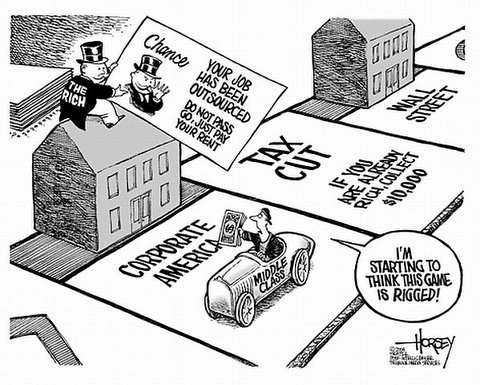 Chance
YOUR JOB
HAS BEEN
OUTSOURCED
DO NOT PASS
GO. JUST PAY
YOUR RENT
THE
RICH
WALL
STREET
TAX
CUT
IF YOU
ARE ALREADY
RICH, COLLECT
$10,000
CORPORATE
AMERICA
$
MIDDLE
CLASS
I'M
STARTING TO
THINK THIS GAME
IS RIGGED!
HORSEY